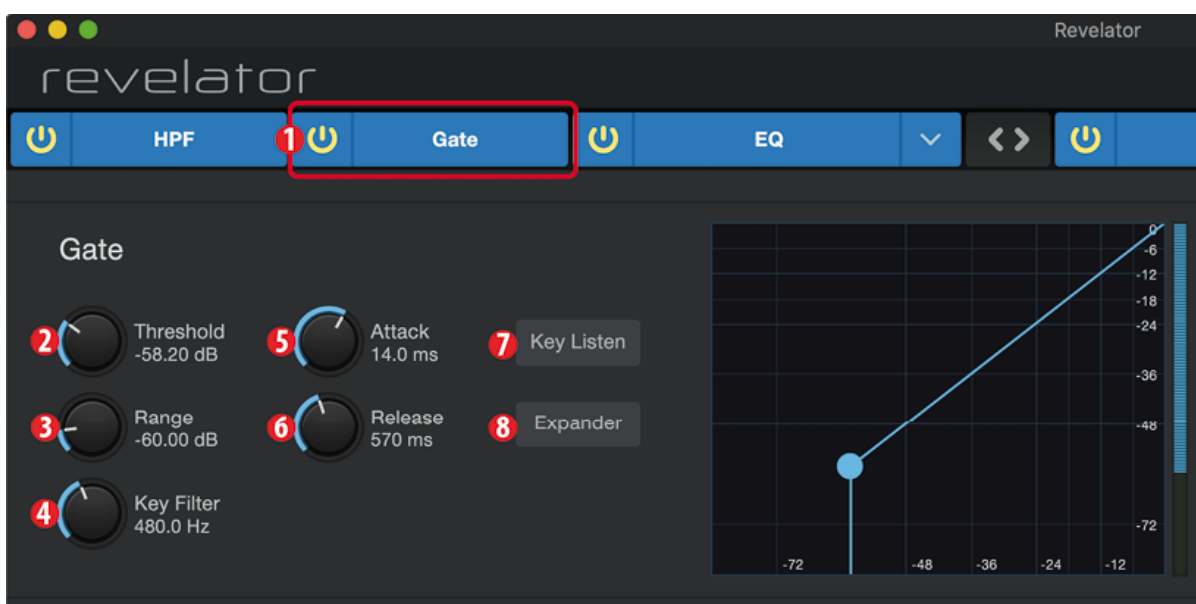 Revelator
revelator
HPF
1
Gate
EQ
Gate
2 Threshold
-58.20 dB
5 Attack
14.0 ms
7 Key Listen
3 Range
-60.00 dB
6 Release
570 ms
8 Expander
4 Key Filter
480.0 Hz
0
-6
-12
-18
-24
-36
-48
-72
-72 -48 -36 -24 -12